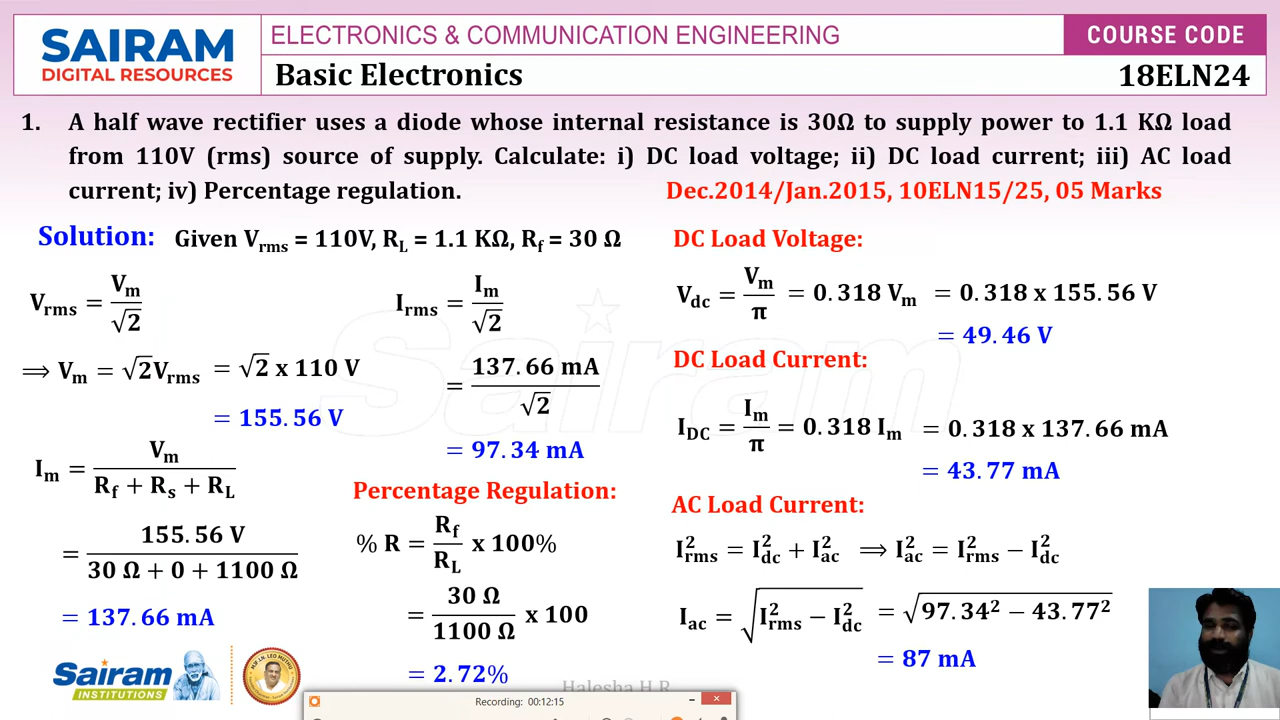 SAIRAM
DIGITAL RESOURCES
ELECTRONICS & COMMUNICATION ENGINEERING
COURSE CODE
Basic Electronics
18ELN24
1. A half wave rectifier uses a diode whose internal resistance is 30Ω to supply power to 1.1 KΩ load
from 110V (rms) source of supply. Calculate: i) DC load voltage; ii) DC load current; iii) AC load
current; iv) Percentage regulation.
Dec.2014/Jan.2015, 10ELN15/25, 05 Marks
Solution: Given V_rms = 110V, R_L = 1.1 KΩ, R_f = 30 Ω
V_rms = V_m/√2
⟹ V_m = √2V_rms = √2 x 110 V
= 155.56 V
I_m = V_m/(R_f + R_s + R_L)
= 155.56 V/(30 Ω + 0 + 1100 Ω)
= 137.66 mA
I_rms = I_m/√2
= 137.66 mA/√2
= 97.34 mA
Percentage Regulation:
% R = R_f/R_L x 100%
= 30 Ω/1100 Ω x 100
= 2.72%
DC Load Voltage:
V_dc = V_m/π = 0.318 V_m = 0.318 x 155.56 V
= 49.46 V
DC Load Current:
I_DC = I_m/π = 0.318 I_m = 0.318 x 137.66 mA
= 43.77 mA
AC Load Current:
I²_rms = I²_dc + I²_ac ⟹ I²_ac = I²_rms − I²_dc
I_ac = √(I²_rms − I²_dc) = √(97.34² − 43.77²)
= 87 mA
Sairam
Sairam
INSTITUTIONS
Halesha H R
Recording: 00:12:15